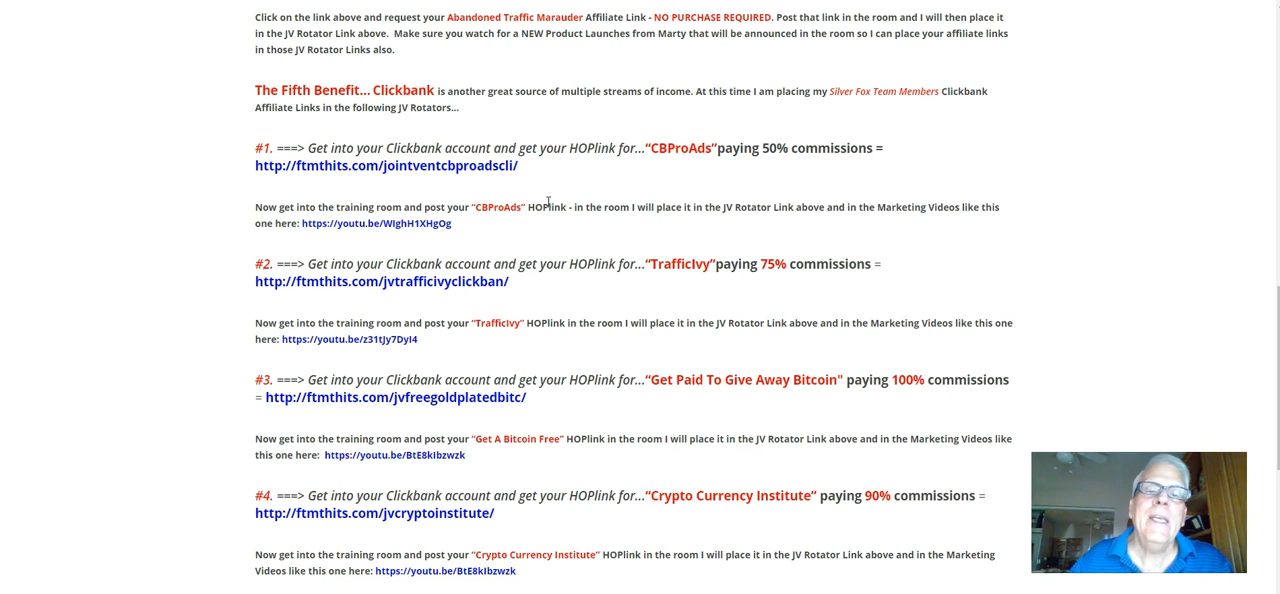 Click on the link above and request your Abandoned Traffic Marauder Affiliate Link - NO PURCHASE REQUIRED. Post that link in the room and I will then place it
in the JV Rotator Link above.  Make sure you watch for a NEW Product Launches from Marty that will be announced in the room so I can place your affiliate links
in those JV Rotator Links also.
The Fifth Benefit... Clickbank is another great source of multiple streams of income. At this time I am placing my Silver Fox Team Members Clickbank
Affiliate Links in the following JV Rotators...
#1. ===> Get into your Clickbank account and get your HOPlink for...“CBProAds”paying 50% commissions =
http://ftmthits.com/jointventcbproadscli/
Now get into the training room and post your “CBProAds” HOPlink - in the room I will place it in the JV Rotator Link above and in the Marketing Videos like this
one here: https://youtu.be/WIghH1XHgOg
#2. ===> Get into your Clickbank account and get your HOPlink for...“TrafficIvy”paying 75% commissions =
http://ftmthits.com/jvtrafficivyclickban/
Now get into the training room and post your “TrafficIvy” HOPlink in the room I will place it in the JV Rotator Link above and in the Marketing Videos like this one
here: https://youtu.be/z31tJy7DyI4
#3. ===> Get into your Clickbank account and get your HOPlink for...“Get Paid To Give Away Bitcoin" paying 100% commissions
= http://ftmthits.com/jvfreegoldplatedbitc/
Now get into the training room and post your “Get A Bitcoin Free” HOPlink in the room I will place it in the JV Rotator Link above and in the Marketing Videos like
this one here:  https://youtu.be/BtE8kIbzwzk
#4. ===> Get into your Clickbank account and get your HOPlink for...“Crypto Currency Institute” paying 90% commissions =
http://ftmthits.com/jvcryptoinstitute/
Now get into the training room and post your “Crypto Currency Institute” HOPlink in the room I will place it in the JV Rotator Link above and in the Marketing
Videos like this one here: https://youtu.be/BtE8kIbzwzk